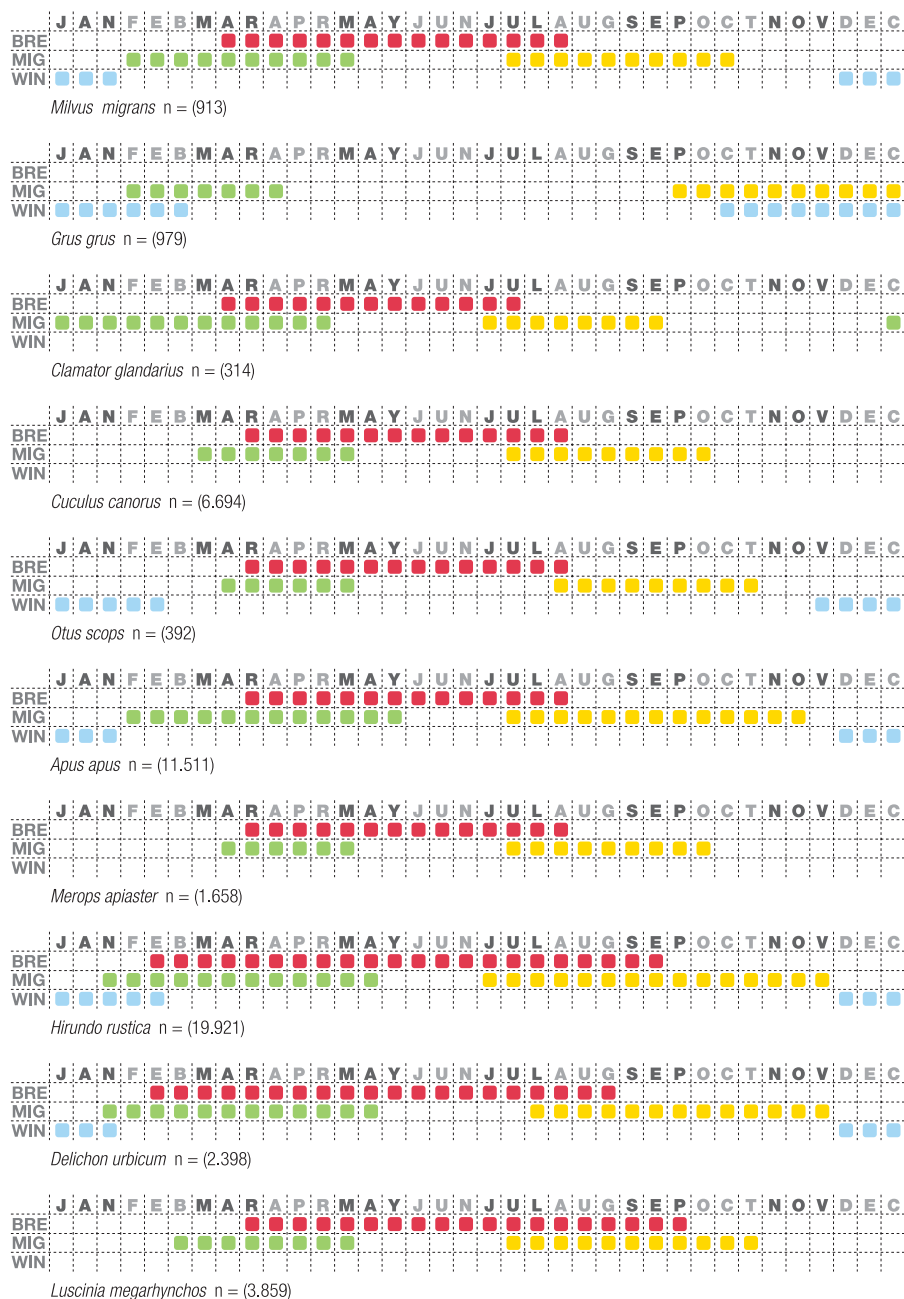 J A N F E B M A R A P R M A Y J U N J U L A U G S E P O C T N O V D E C
BRE
MIG
WIN
Milvus migrans n = (913)
J A N F E B M A R A P R M A Y J U N J U L A U G S E P O C T N O V D E C
BRE
MIG
WIN
Grus grus n = (979)
J A N F E B M A R A P R M A Y J U N J U L A U G S E P O C T N O V D E C
BRE
MIG
WIN
Clamator glandarius n = (314)
J A N F E B M A R A P R M A Y J U N J U L A U G S E P O C T N O V D E C
BRE
MIG
WIN
Cuculus canorus n = (6.694)
J A N F E B M A R A P R M A Y J U N J U L A U G S E P O C T N O V D E C
BRE
MIG
WIN
Otus scops n = (392)
J A N F E B M A R A P R M A Y J U N J U L A U G S E P O C T N O V D E C
BRE
MIG
WIN
Apus apus n = (11.511)
J A N F E B M A R A P R M A Y J U N J U L A U G S E P O C T N O V D E C
BRE
MIG
WIN
Merops apiaster n = (1.658)
J A N F E B M A R A P R M A Y J U N J U L A U G S E P O C T N O V D E C
BRE
MIG
WIN
Hirundo rustica n = (19.921)
J A N F E B M A R A P R M A Y J U N J U L A U G S E P O C T N O V D E C
BRE
MIG
WIN
Delichon urbicum n = (2.398)
J A N F E B M A R A P R M A Y J U N J U L A U G S E P O C T N O V D E C
BRE
MIG
WIN
Luscinia megarhynchos n = (3.859)